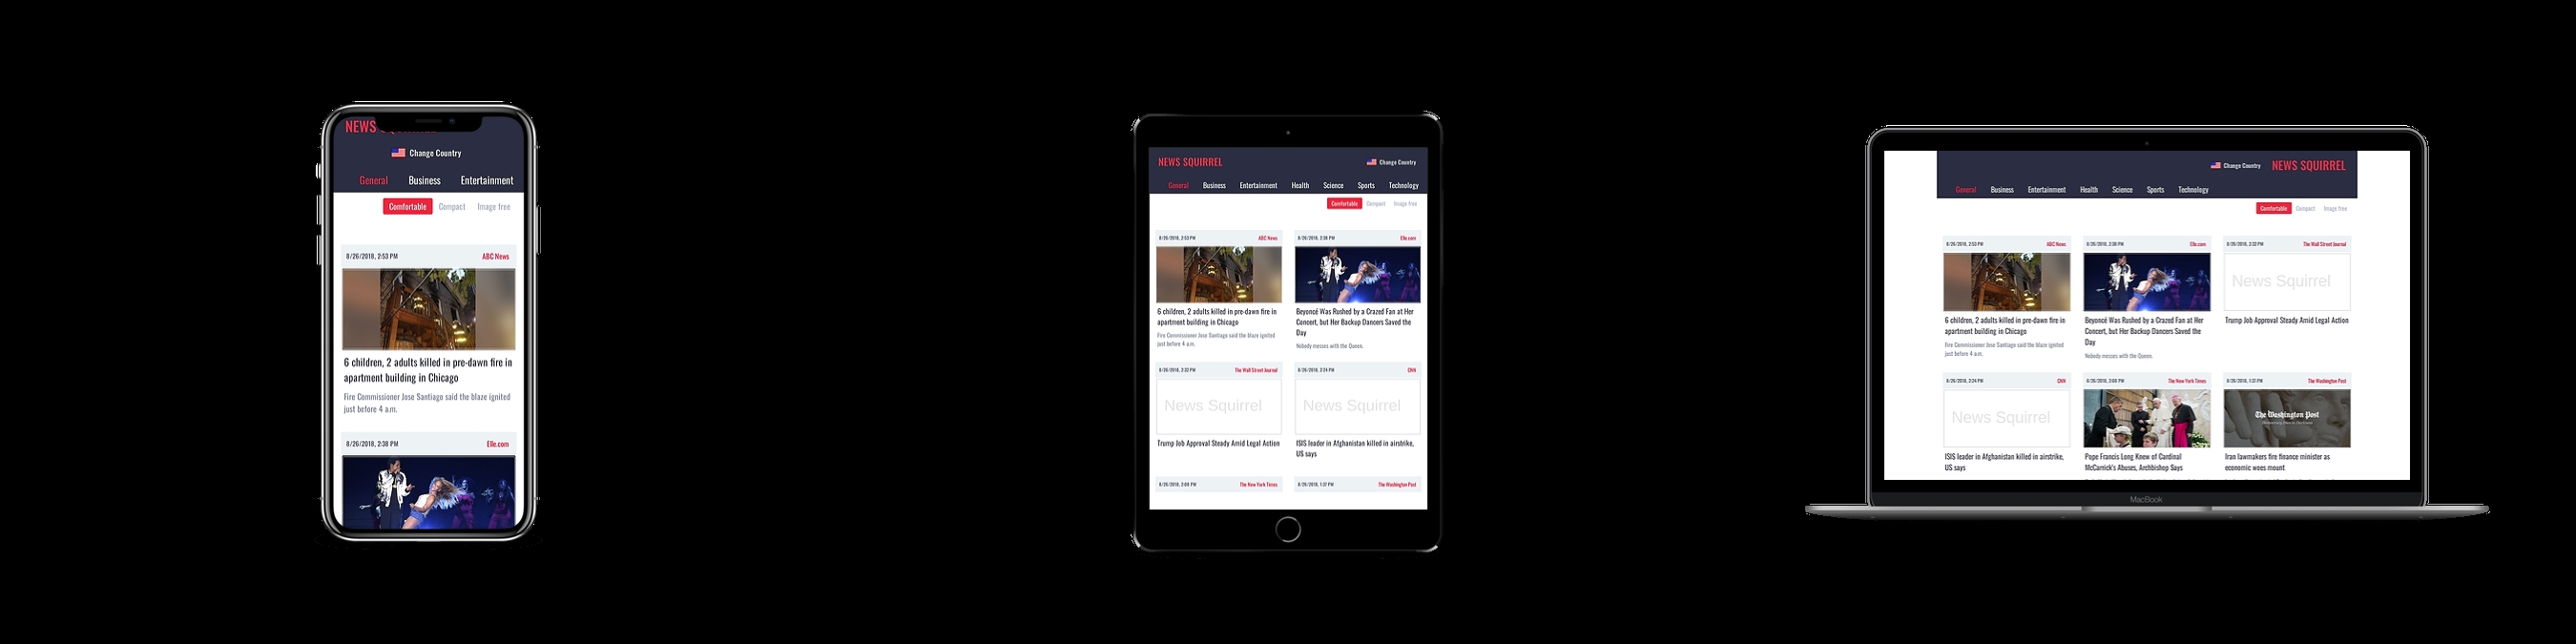 NEWS
Change Country
General Business Entertainment
Comfortable Compact Image free
8/26/2018, 2:53 PM ABC News
6 children, 2 adults killed in pre-dawn fire in
apartment building in Chicago
Fire Commissioner Jose Santiago said the blaze ignited
just before 4 a.m.
8/26/2018, 2:38 PM Elle.com
NEWS SQUIRREL Change Country
General Business Entertainment Health Science Sports Technology
Comfortable Compact Image free
8/26/2018, 2:53 PM ABC News
6 children, 2 adults killed in pre-dawn fire in
apartment building in Chicago
Fire Commissioner Jose Santiago said the blaze ignited
just before 4 a.m.
8/26/2018, 2:38 PM Elle.com
Beyoncé Was Rushed by a Crazed Fan at Her
Concert, but Her Backup Dancers Saved the
Day
Nobody messes with the Queen.
8/26/2018, 2:32 PM The Wall Street Journal
News Squirrel
Trump Job Approval Steady Amid Legal Action
8/26/2018, 2:24 PM CNN
News Squirrel
ISIS leader in Afghanistan killed in airstrike,
US says
8/26/2018, 2:08 PM The New York Times
8/26/2018, 1:37 PM The Washington Post
Change Country NEWS SQUIRREL
General Business Entertainment Health Science Sports Technology
Comfortable Compact Image free
8/26/2018, 2:53 PM ABC News
6 children, 2 adults killed in pre-dawn fire in
apartment building in Chicago
Fire Commissioner Jose Santiago said the blaze ignited
just before 4 a.m.
8/26/2018, 2:38 PM Elle.com
Beyoncé Was Rushed by a Crazed Fan at Her
Concert, but Her Backup Dancers Saved the
Day
Nobody messes with the Queen.
8/26/2018, 2:32 PM The Wall Street Journal
News Squirrel
Trump Job Approval Steady Amid Legal Action
8/26/2018, 2:24 PM CNN
News Squirrel
ISIS leader in Afghanistan killed in airstrike,
US says
8/26/2018, 2:08 PM The New York Times
Pope Francis Long Knew of Cardinal
McCarrick's Abuses, Archbishop Says
8/26/2018, 1:37 PM The Washington Post
The Washington Post
Iran lawmakers fire finance minister as
economic woes mount
MacBook